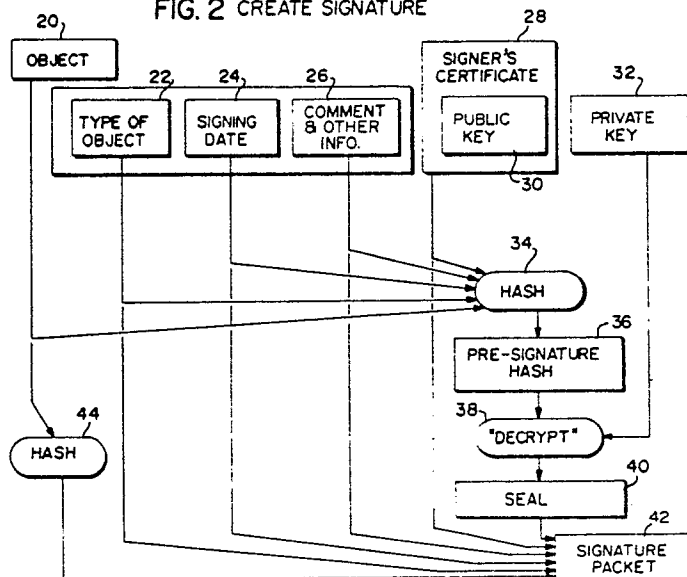 FIG. 2 CREATE SIGNATURE
20
OBJECT
22
TYPE OF
OBJECT
24
SIGNING
DATE
26
COMMENT
& OTHER
INFO.
28
SIGNER'S
CERTIFICATE
PUBLIC
KEY
30
32
PRIVATE
KEY
34
HASH
36
PRE-SIGNATURE
HASH
38
"DECRYPT"
44
HASH
40
SEAL
42
SIGNATURE
PACKET